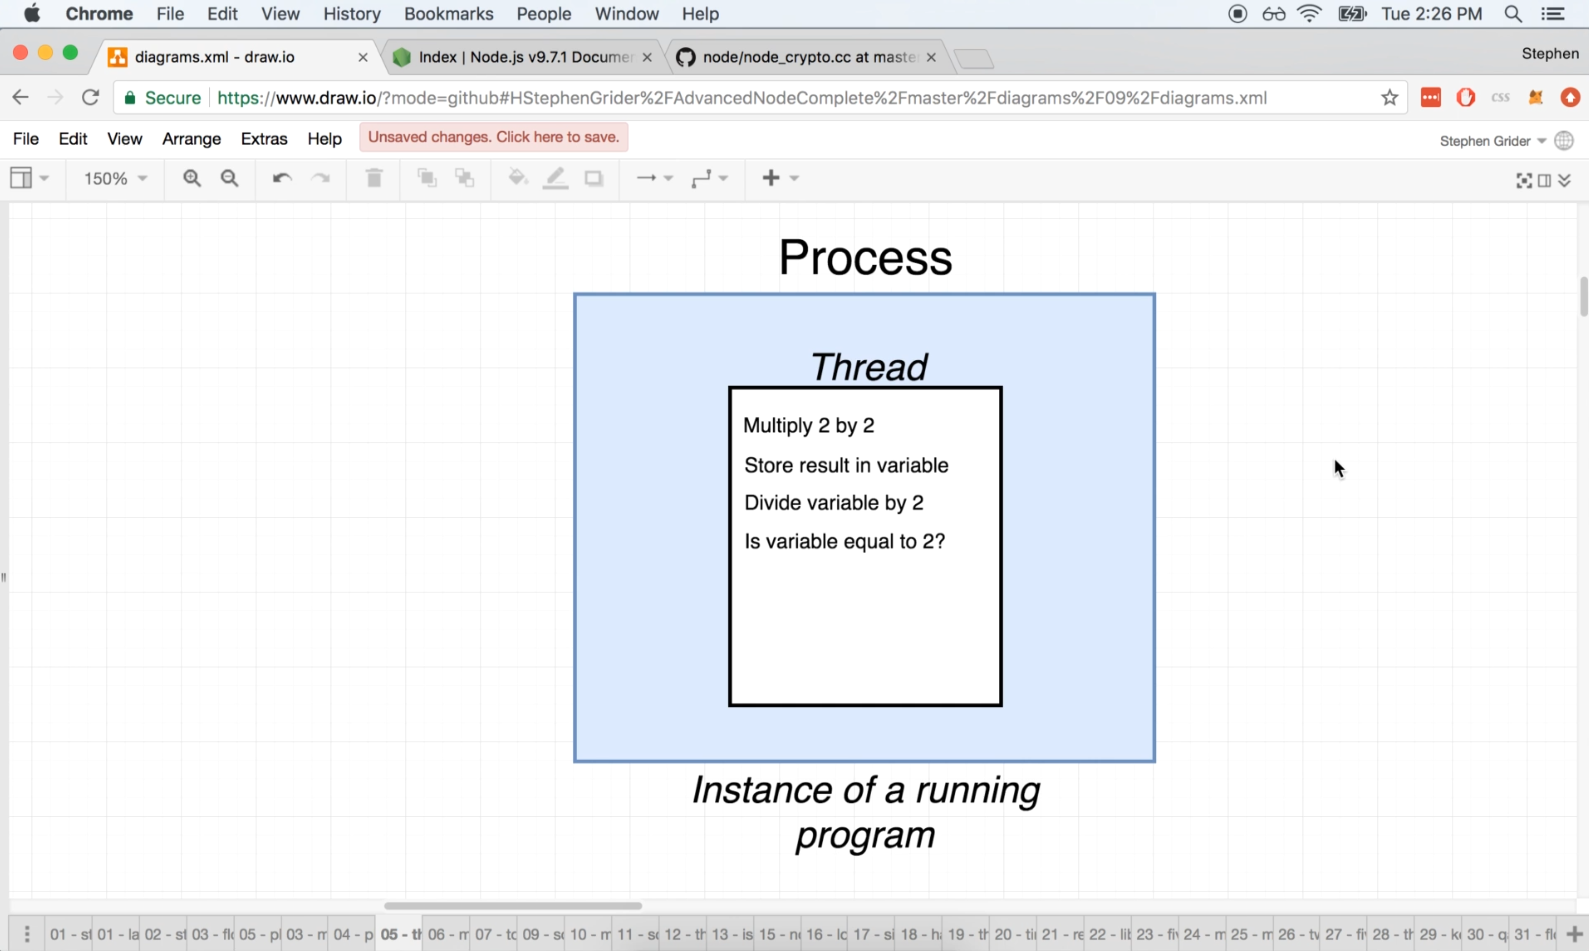 Chrome File Edit View History Bookmarks People Window Help Tue 2:26 PM
diagrams.xml - draw.io Index | Node.js v9.7.1 Documen node/node_crypto.cc at maste Stephen
Secure https://www.draw.io/?mode=github#HStephenGrider%2FAdvancedNodeComplete%2Fmaster%2Fdiagrams%2F09%2Fdiagrams.xml CSS
File Edit View Arrange Extras Help Unsaved changes. Click here to save. Stephen Grider
150%
Process
Thread
Multiply 2 by 2
Store result in variable
Divide variable by 2
Is variable equal to 2?
Instance of a running
program
01 - st 01 - la 02 - st 03 - flo 05 - pl 03 - m 04 - p 05 - th 06 - m 07 - to 09 - so 10 - m 11 - so 12 - th 13 - is 15 - no 16 - lo 17 - si 18 - ha 19 - th 20 - ti 21 - re 22 - lib 23 - fi 24 - m 25 - m 26 - tv 27 - fi 28 - th 29 - ke 30 - q 31 - fl